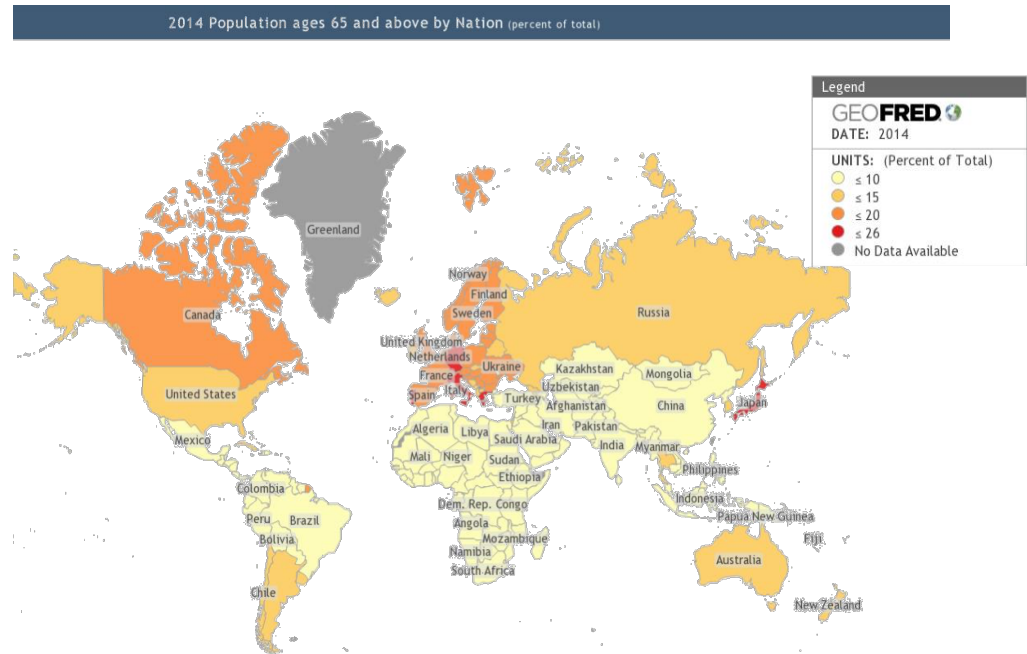 2014 Population ages 65 and above by Nation (percent of total)
Legend
GEOFRED
DATE: 2014
UNITS: (Percent of Total)
≤ 10
≤ 15
≤ 20
≤ 26
No Data Available
Greenland
Norway
Finland
Sweden
Russia
Canada
United Kingdom
Netherlands
Ukraine
France
Kazakhstan
Mongolia
Italy
Uzbekistan
United States
Spain
Turkey
Afghanistan
China
Japan
Algeria
Libya
Iran
Pakistan
Mexico
Saudi Arabia
India
Myanmar
Mali
Niger
Sudan
Philippines
Ethiopia
Colombia
Indonesia
Dem. Rep. Congo
Papua New Guinea
Peru
Brazil
Angola
Bolivia
Mozambique
Fiji
Namibia
Australia
South Africa
Chile
New Zealand